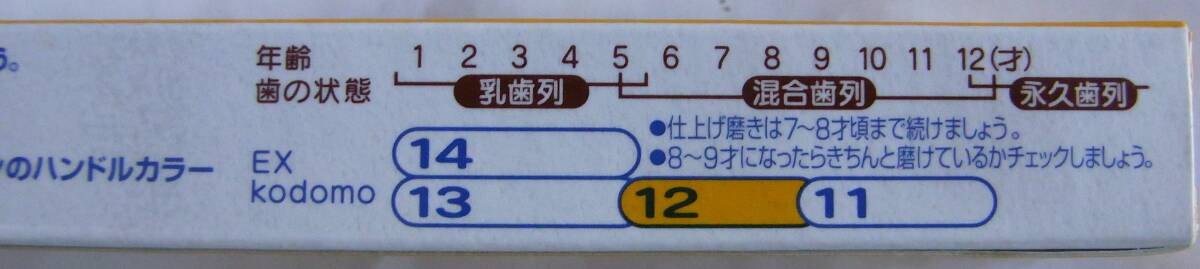 う。
年齢 1 2 3 4 5 6 7 8 9 10 11 12(才)
歯の状態 乳歯列 混合歯列 永久歯列
●仕上げ磨きは7〜8才頃まで続けましょう。
●8〜9才になったらきちんと磨けているかチェックしましょう。
のハンドルカラー
EX
kodomo
14
13 12 11